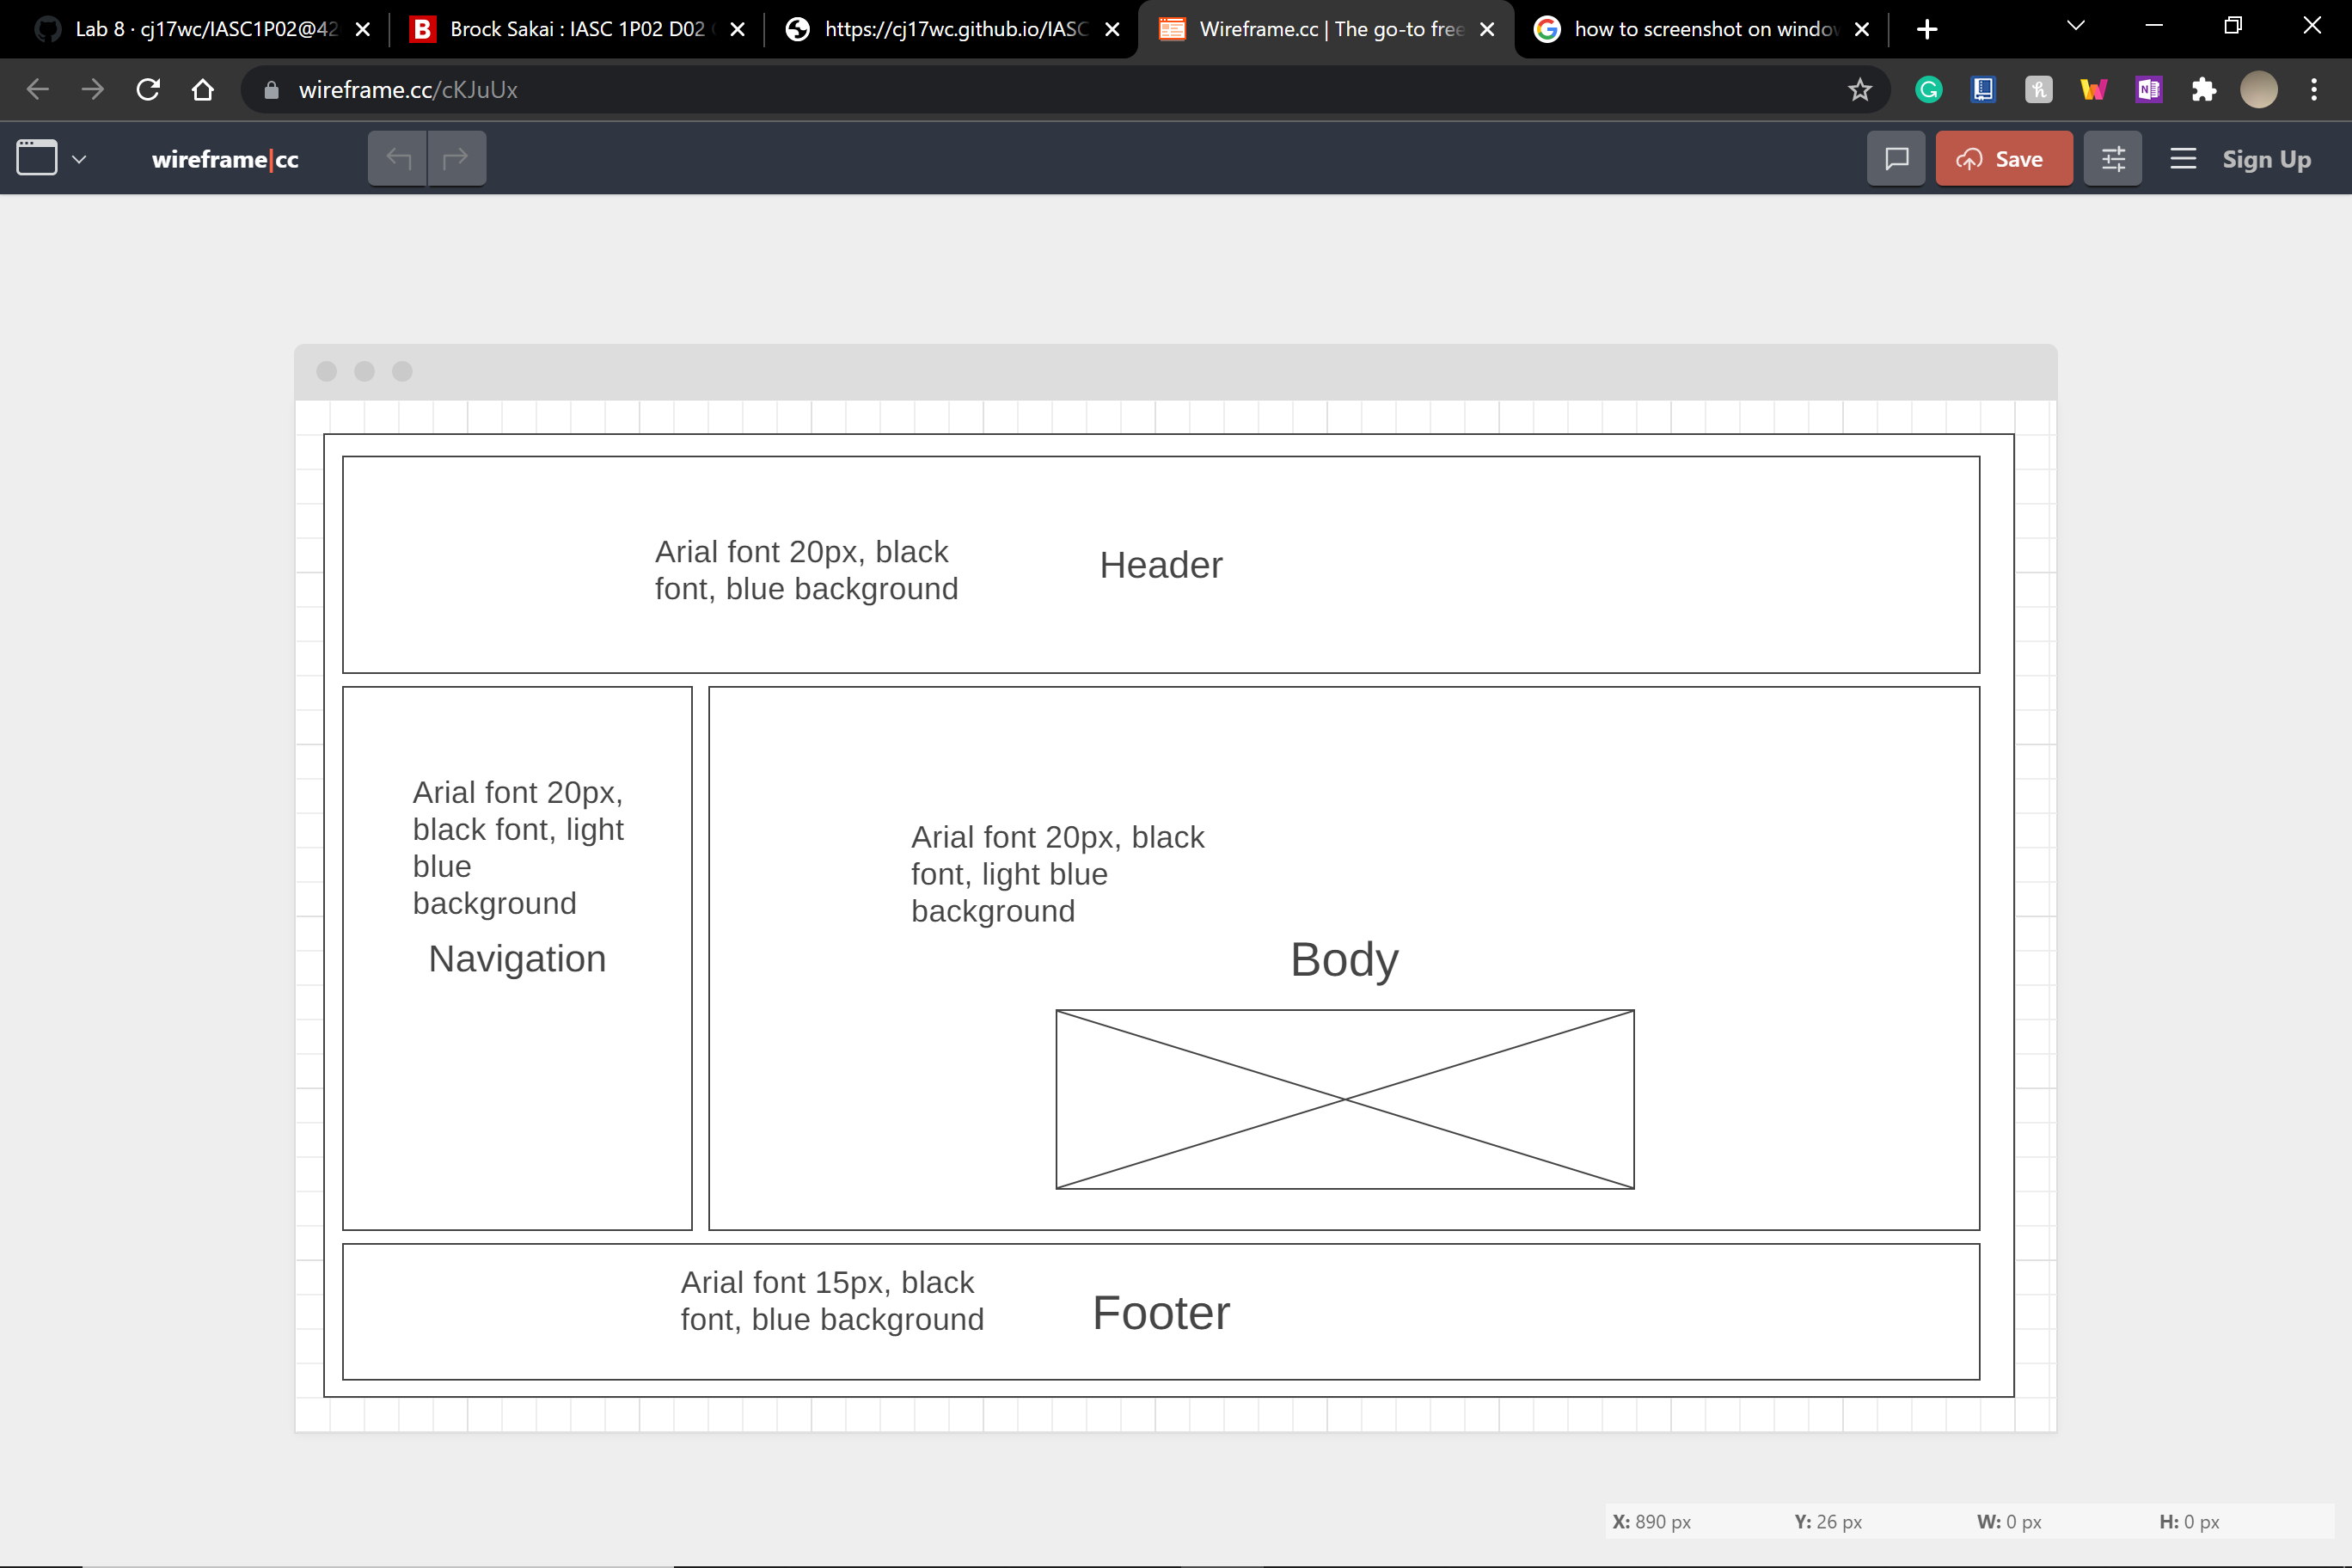 Lab 8 · cj17wc/IASC1P02@42
Brock Sakai : IASC 1P02 D02
https://cj17wc.github.io/IASC
Wireframe.cc | The go-to free
how to screenshot on window
wireframe.cc/cKJuUx
wireframe|cc
Save
Sign Up
Arial font 20px, black
font, blue background
Header
Arial font 20px,
black font, light
blue
background
Navigation
Arial font 20px, black
font, light blue
background
Body
Arial font 15px, black
font, blue background
Footer
X: 890 px
Y: 26 px
W: 0 px
H: 0 px